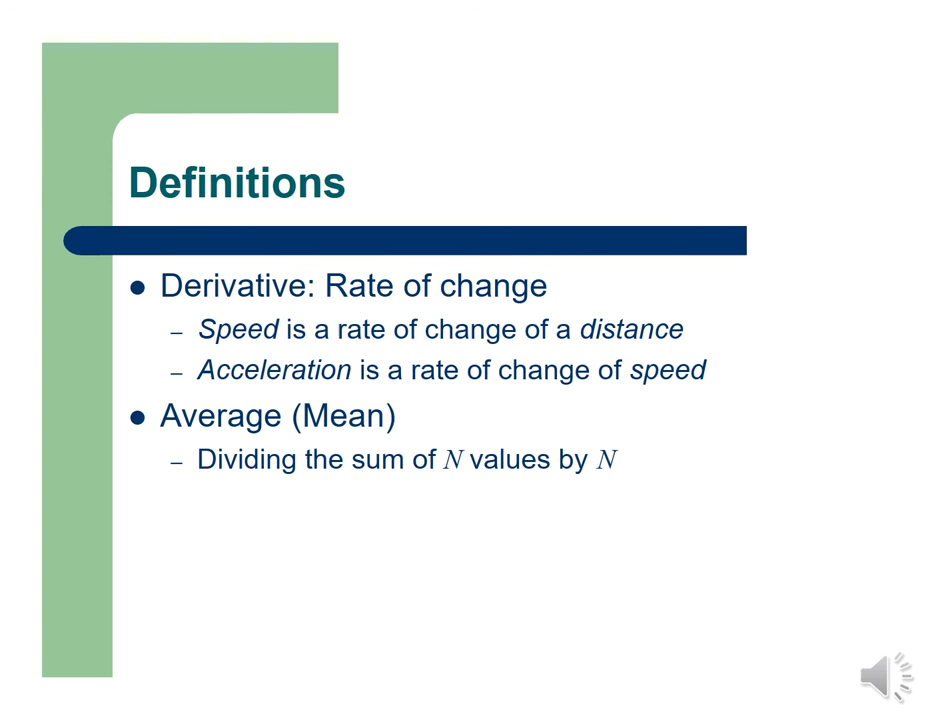 Definitions
● Derivative: Rate of change
– Speed is a rate of change of a distance
– Acceleration is a rate of change of speed
● Average (Mean)
– Dividing the sum of N values by N